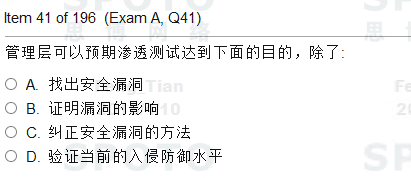 Item 41 of 196 (Exam A, Q41)
管理层可以预期渗透测试达到下面的目的，除了:
A. 找出安全漏洞
B. 证明漏洞的影响
C. 纠正安全漏洞的方法
D. 验证当前的入侵防御水平